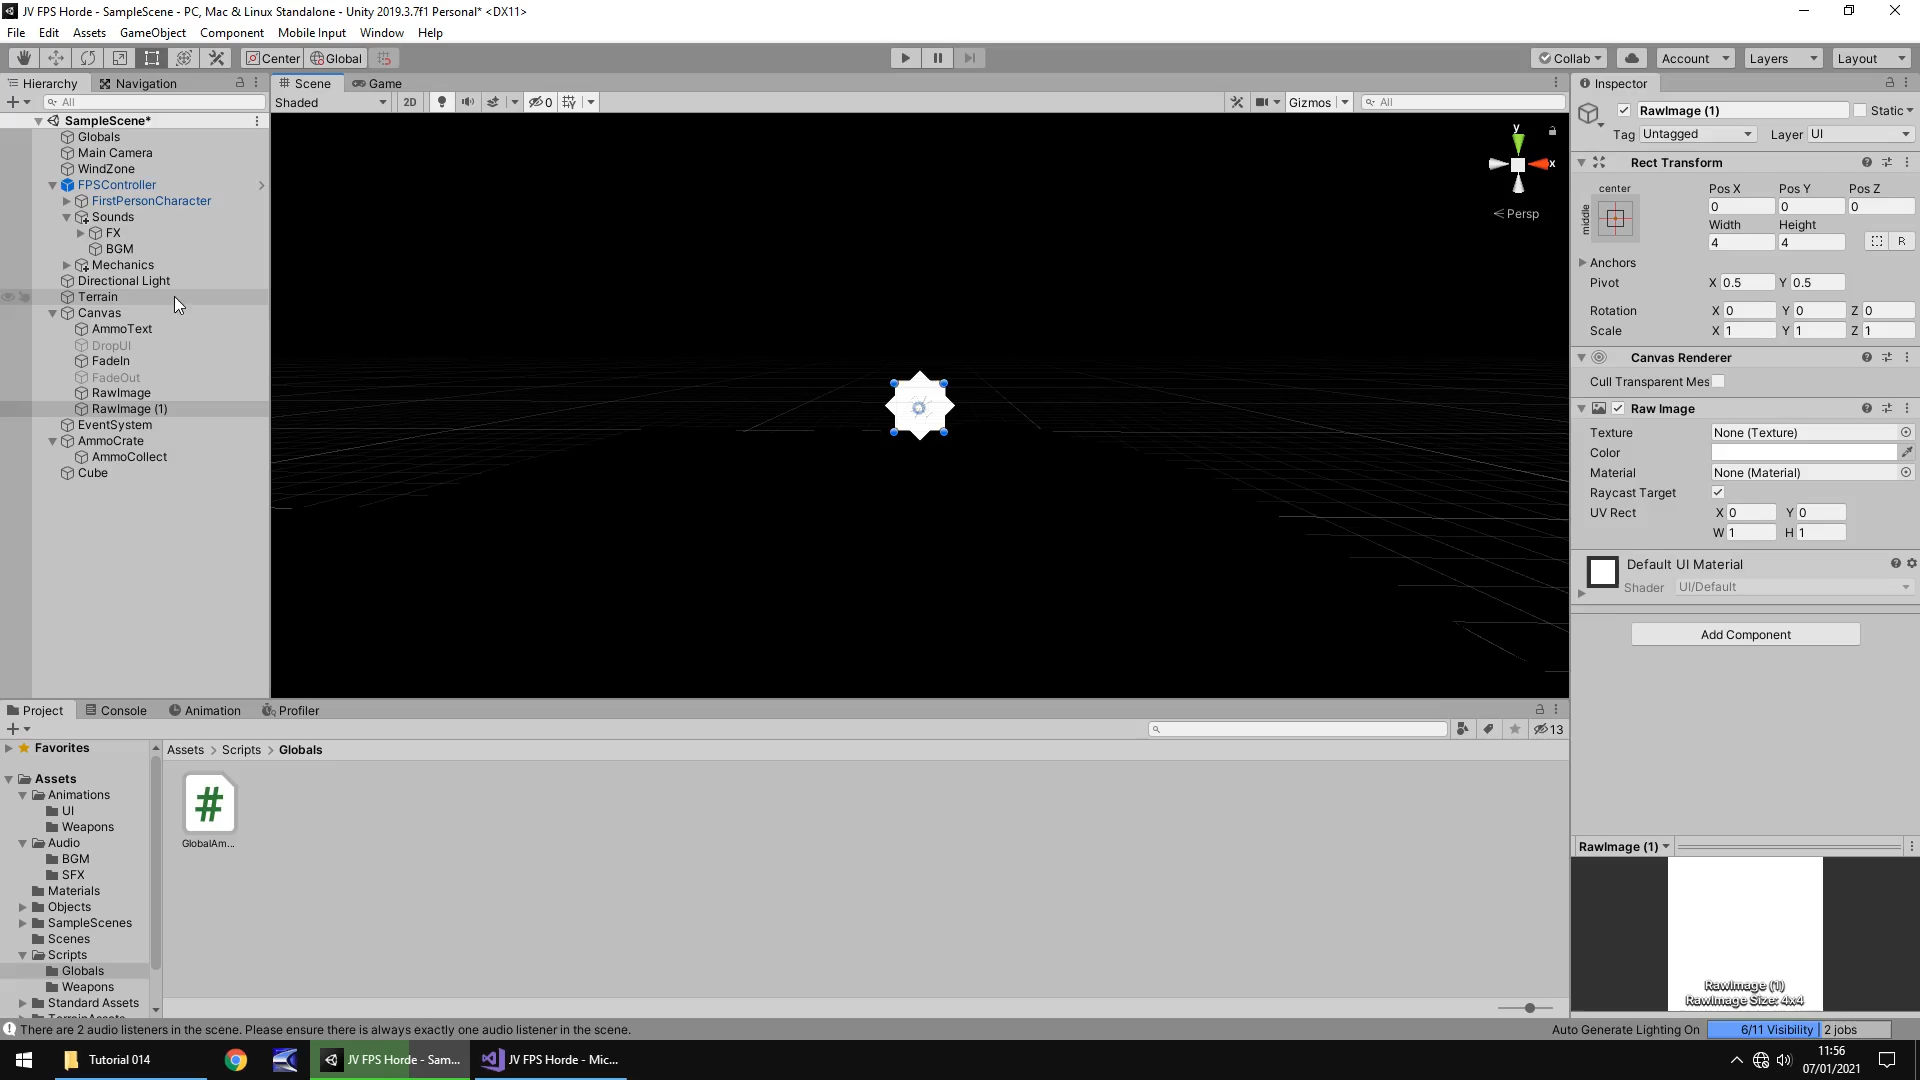 JV FPS Horde - SampleScene - PC, Mac & Linux Standalone - Unity 2019.3.7f1 Personal* <DX11>
File Edit Assets GameObject Component Mobile Input Window Help
Center Global Collab Account Layers Layout
Hierarchy Navigation Scene Game Inspector
All Shaded 2D 0 Gizmos All
SampleScene*
Globals
Main Camera
WindZone
FPSController
FirstPersonCharacter
Sounds
FX
BGM
Mechanics
Directional Light
Terrain
Canvas
AmmoText
DropUI
FadeIn
FadeOut
RawImage
RawImage (1)
EventSystem
AmmoCrate
AmmoCollect
Cube
y
x
Persp
RawImage (1) Static
Tag Untagged Layer UI
Rect Transform
center Pos X Pos Y Pos Z
middle 0 0 0
Width Height
4 4 R
Anchors
Pivot X 0.5 Y 0.5
Rotation X 0 Y 0 Z 0
Scale X 1 Y 1 Z 1
Canvas Renderer
Cull Transparent Mes
Raw Image
Texture None (Texture)
Color
Material None (Material)
Raycast Target
UV Rect X 0 Y 0
W 1 H 1
Default UI Material
Shader UI/Default
Add Component
RawImage (1)
RawImage (1)
RawImage Size: 4x4
Project Console Animation Profiler
13
Favorites
Assets
Animations
UI
Weapons
Audio
BGM
SFX
Materials
Objects
SampleScenes
Scenes
Scripts
Globals
Weapons
Standard Assets
TerrainAssets
Assets > Scripts > Globals
#
GlobalAm...
There are 2 audio listeners in the scene. Please ensure there is always exactly one audio listener in the scene.
Auto Generate Lighting On 6/11 Visibility 2 jobs
Tutorial 014 JV FPS Horde - Sam... JV FPS Horde - Mic...
11:56
07/01/2021